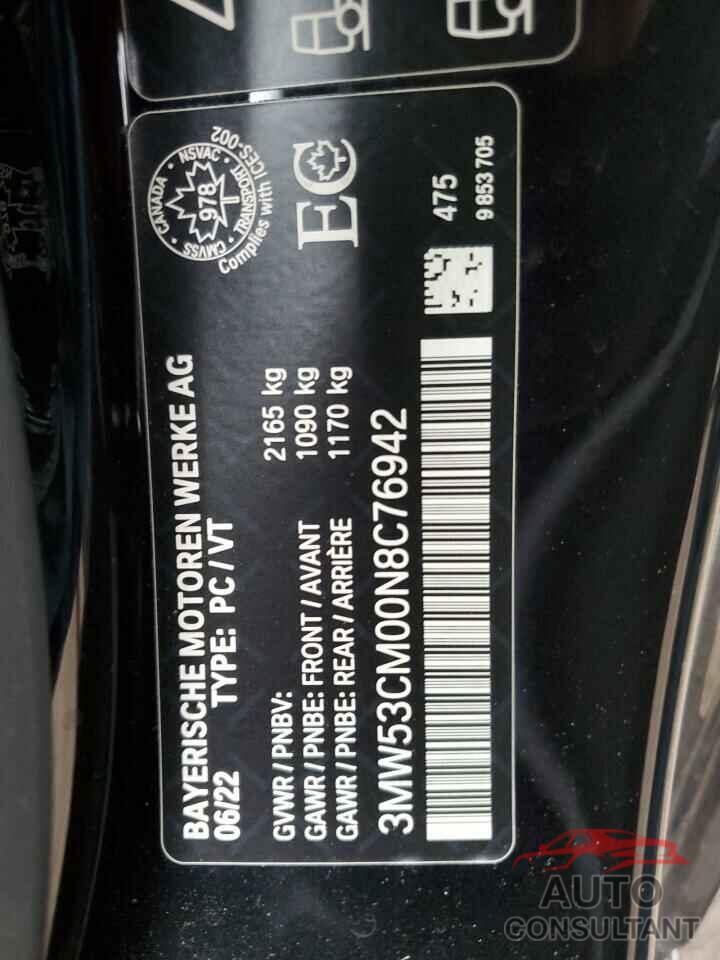 BAYERISCHE MOTOREN WERKE AG
06/22 TYPE: PC/VT
GVWR/PNBV: 2165 kg
GAWR/PNBE: FRONT/AVANT 1090 kg
GAWR/PNBE: REAR/ARRIÈRE 1170 kg
3MW53CM00N8C76942
CANADA • NSVAC
978
CMVSS • TRANSPORT
Complies with ICES-002
EC
475
9 853 705
AUTO
CONSULTANT